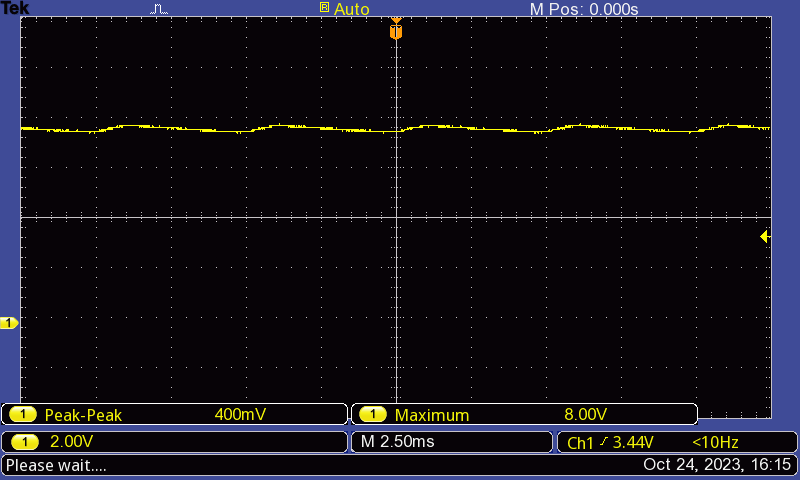 Tek R Auto M Pos: 0.000s
T
1
1 Peak-Peak 400mV 1 Maximum 8.00V
1 2.00V M 2.50ms Ch1 3.44V <10Hz
Please wait.... Oct 24, 2023, 16:15